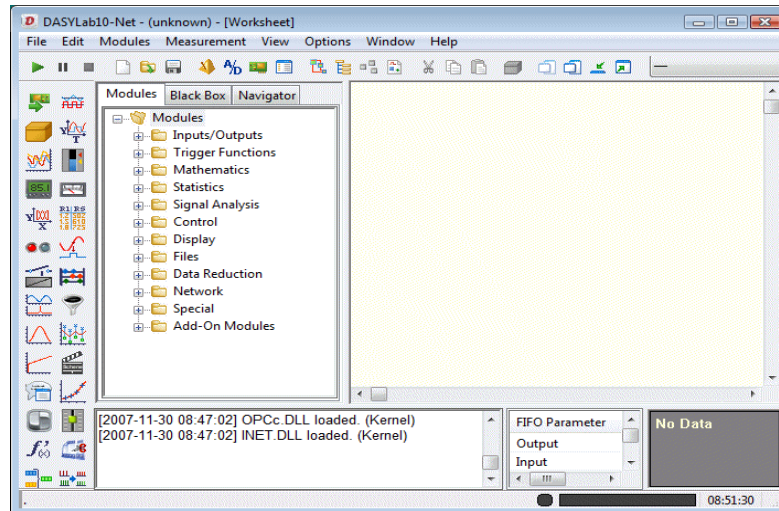 DASYLab10-Net - (unknown) - [Worksheet]
File Edit Modules Measurement View Options Window Help
Modules Black Box Navigator
Modules
Inputs/Outputs
Trigger Functions
Mathematics
Statistics
Signal Analysis
Control
Display
Files
Data Reduction
Network
Special
Add-On Modules
[2007-11-30 08:47:02] OPCc.DLL loaded. (Kernel)
[2007-11-30 08:47:02] INET.DLL loaded. (Kernel)
FIFO Parameter
Output
Input
No Data
08:51:30